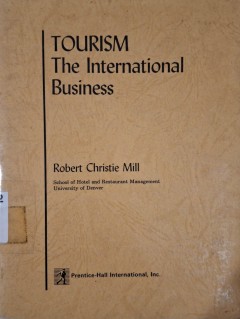 TOURISM
The International
Business
Robert Christie Mill
School of Hotel and Restaurant Management
University of Denver
2
Prentice-Hall International, Inc.